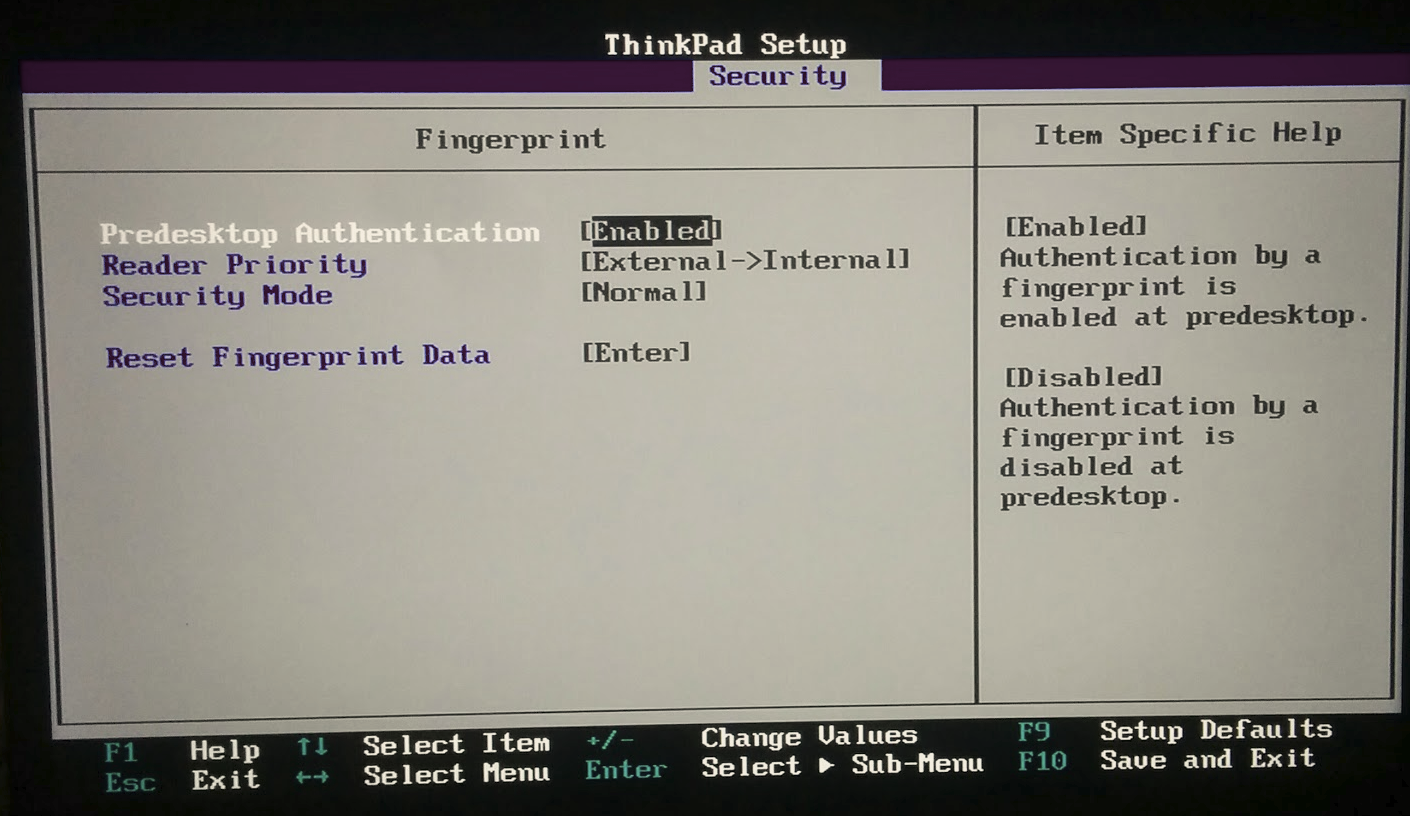 ThinkPad Setup
Security
Fingerprint
Item Specific Help
Predesktop Authentication [Enabled]
Reader Priority [External->Internal]
Security Mode [Normal]
Reset Fingerprint Data [Enter]
[Enabled]
Authentication by a
fingerprint is
enabled at predesktop.
[Disabled]
Authentication by a
fingerprint is
disabled at
predesktop.
F1 Help ↑↓ Select Item +/- Change Values F9 Setup Defaults
Esc Exit ←→ Select Menu Enter Select ▶ Sub-Menu F10 Save and Exit